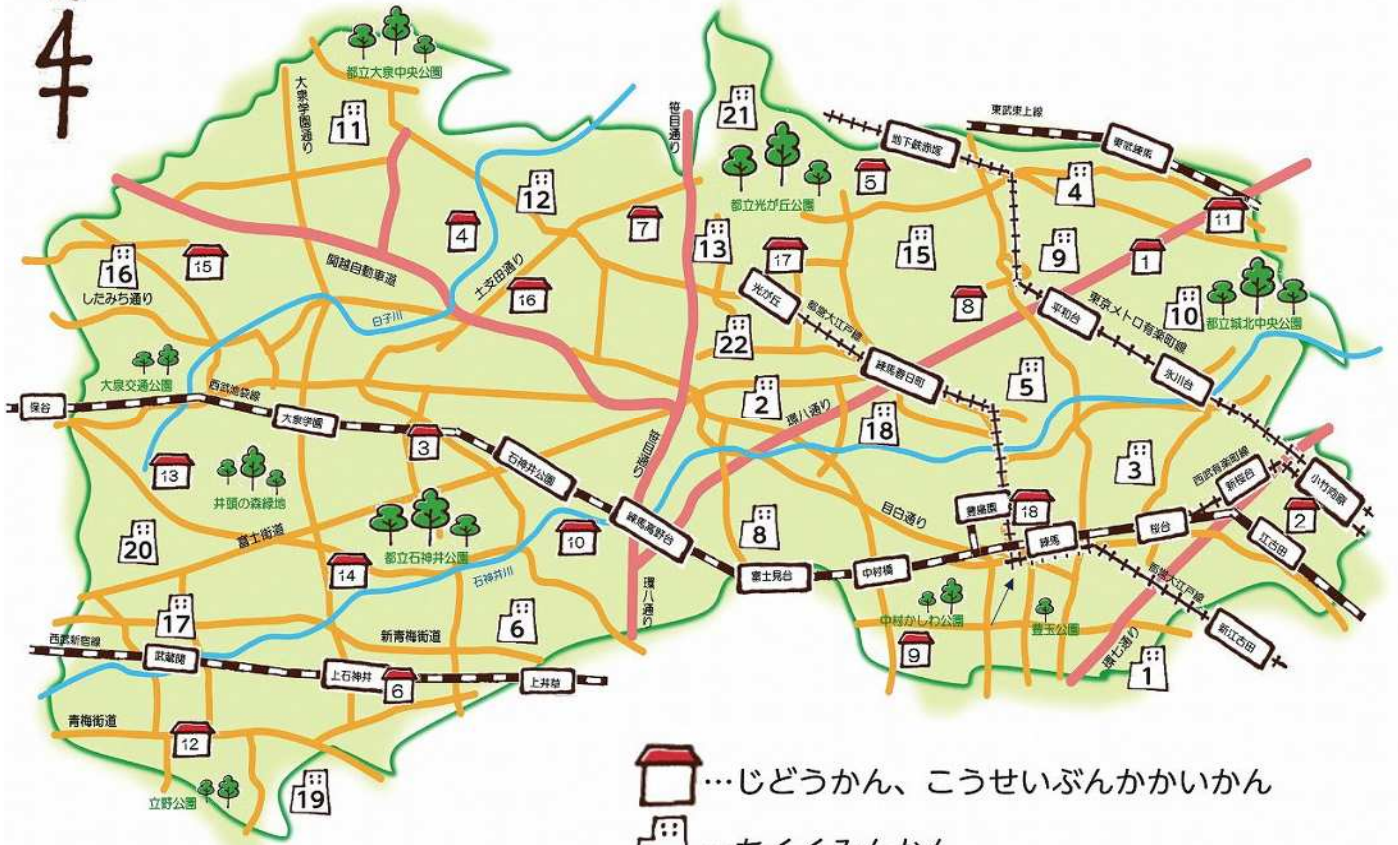 都立大泉中央公園
大泉学園通り
11
笹目通り
21
都立光が丘公園
5
地下鉄赤塚
東武東上線
東武練馬
4
12
4
7
13
17
15
9
1
11
16
したみち通り
15
関越自動車道
土支田通り
16
白子川
光が丘
都営大江戸線
8
平和台
東京メトロ有楽町線
10
都立城北中央公園
22
練馬春日町
氷川台
5
大泉交通公園
保谷
西武池袋線
大泉学園
3
石神井公園
2
環八通り
18
笹目通り
13
井頭の森緑地
3
西武有楽町線
新桜台
小竹向原
2
20
富士街道
都立石神井公園
10
練馬高野台
8
目白通り
豊島園
18
練馬
桜台
江古田
14
石神井川
富士見台
中村橋
環八通り
都営大江戸線
17
新青梅街道
6
中村かしわ公園
豊玉公園
新江古田
西武新宿線
武蔵関
上石神井
6
上井草
9
環七通り
1
青梅街道
12
立野公園
19
…じどうかん、こうせいぶんかかいかん